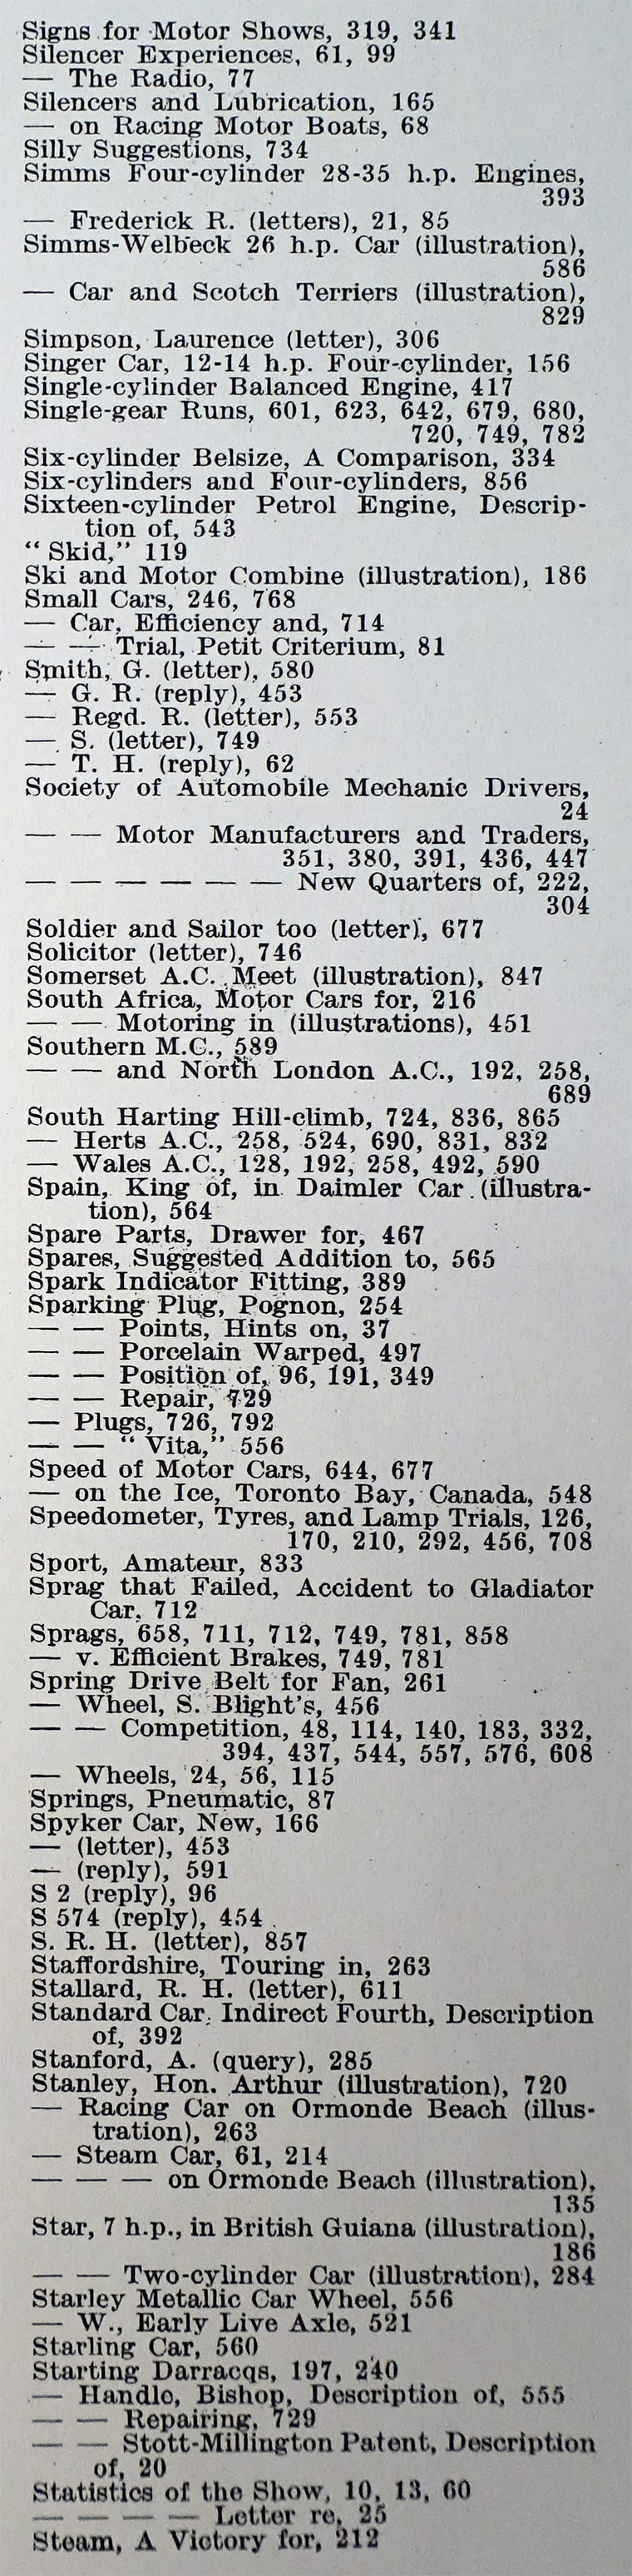 Signs for Motor Shows, 319, 341
Silencer Experiences, 61, 99
— The Radio, 77
Silencers and Lubrication, 165
— on Racing Motor Boats, 68
Silly Suggestions, 734
Simms Four-cylinder 28-35 h.p. Engines,
393
— Frederick R. (letters), 21, 85
Simms-Welbeck 26 h.p. Car (illustration),
586
— Car and Scotch Terriers (illustration),
829
Simpson, Laurence (letter), 306
Singer Car, 12-14 h.p. Four-cylinder, 156
Single-cylinder Balanced Engine, 417
Single-gear Runs, 601, 623, 642, 679, 680,
720, 749, 782
Six-cylinder Belsize, A Comparison, 334
Six-cylinders and Four-cylinders, 856
Sixteen-cylinder Petrol Engine, Descrip-
tion of, 543
“ Skid,” 119
Ski and Motor Combine (illustration), 186
Small Cars, 246, 768
— Car, Efficiency and, 714
— — Trial, Petit Criterium, 81
Smith, G. (letter), 580
— G. R. (reply), 453
— Regd. R. (letter), 553
— S. (letter), 749
— T. H. (reply), 62
Society of Automobile Mechanic Drivers,
24
— — Motor Manufacturers and Traders,
351, 380, 391, 436, 447
— — — — — — New Quarters of, 222,
304
Soldier and Sailor too (letter), 677
Solicitor (letter), 746
Somerset A.C. Meet (illustration), 847
South Africa, Motor Cars for, 216
— — Motoring in (illustrations), 451
Southern M.C., 589
— — and North London A.C., 192, 258,
689
South Harting Hill-climb, 724, 836, 865
— Herts A.C., 258, 524, 690, 831, 832
— Wales A.C., 128, 192, 258, 492, 590
Spain, King of, in Daimler Car (illustra-
tion), 564
Spare Parts, Drawer for, 467
Spares, Suggested Addition to, 565
Spark Indicator Fitting, 389
Sparking Plug, Pognon, 254
— — Points, Hints on, 37
— — Porcelain Warped, 497
— — Position of, 96, 191, 349
— — Repair, 729
— Plugs, 726, 792
— — “ Vita,” 556
Speed of Motor Cars, 644, 677
— on the Ice, Toronto Bay, Canada, 548
Speedometer, Tyres, and Lamp Trials, 126,
170, 210, 292, 456, 708
Sport, Amateur, 833
Sprag that Failed, Accident to Gladiator
Car, 712
Sprags, 658, 711, 712, 749, 781, 858
— v. Efficient Brakes, 749, 781
Spring Drive Belt for Fan, 261
— Wheel, S. Blight's, 456
— — Competition, 48, 114, 140, 183, 332,
394, 437, 544, 557, 576, 608
— Wheels, 24, 56, 115
Springs, Pneumatic, 87
Spyker Car, New, 166
— (letter), 453
— (reply), 591
S 2 (reply), 96
S 574 (reply), 454
S. R. H. (letter), 857
Staffordshire, Touring in, 263
Stallard, R. H. (letter), 611
Standard Car, Indirect Fourth, Description
of, 392
Stanford, A. (query), 285
Stanley, Hon. Arthur (illustration), 720
— Racing Car on Ormonde Beach (illus-
tration), 263
— Steam Car, 61, 214
— — — on Ormonde Beach (illustration),
135
Star, 7 h.p., in British Guiana (illustration),
186
— — Two-cylinder Car (illustration), 284
Starley Metallic Car Wheel, 556
— W., Early Live Axle, 521
Starling Car, 560
Starting Darracqs, 197, 240
— Handle, Bishop, Description of, 555
— — Repairing, 729
— — Stott-Millington Patent, Description
of, 20
Statistics of the Show, 10, 13, 60
— — — — Letter re, 25
Steam, A Victory for, 212